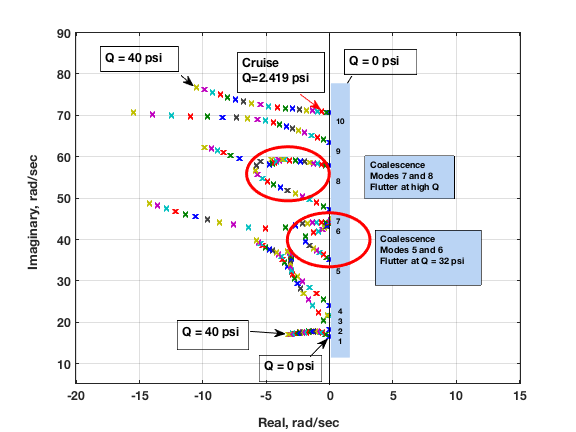 90
80
70
60
50
40
30
20
10
-20
-15
-10
-5
0
5
10
15
Imaginary, rad/sec
Real, rad/sec
Q = 40 psi
Cruise
Q=2.419 psi
Q = 0 psi
10
9
8
7
6
5
4
3
2
1
Coalescence
Modes 7 and 8
Flutter at high Q
Coalescence
Modes 5 and 6
Flutter at Q = 32 psi
Q = 40 psi
Q = 0 psi